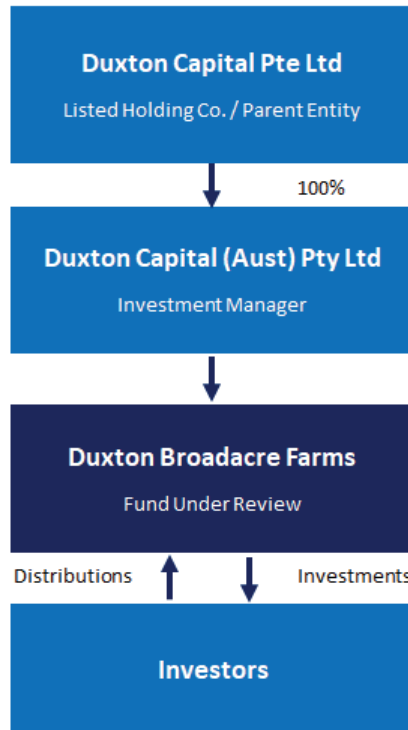 Duxton Capital Pte Ltd
Listed Holding Co. / Parent Entity
100%
Duxton Capital (Aust) Pty Ltd
Investment Manager
Duxton Broadacre Farms
Fund Under Review
Distributions
Investments
Investors